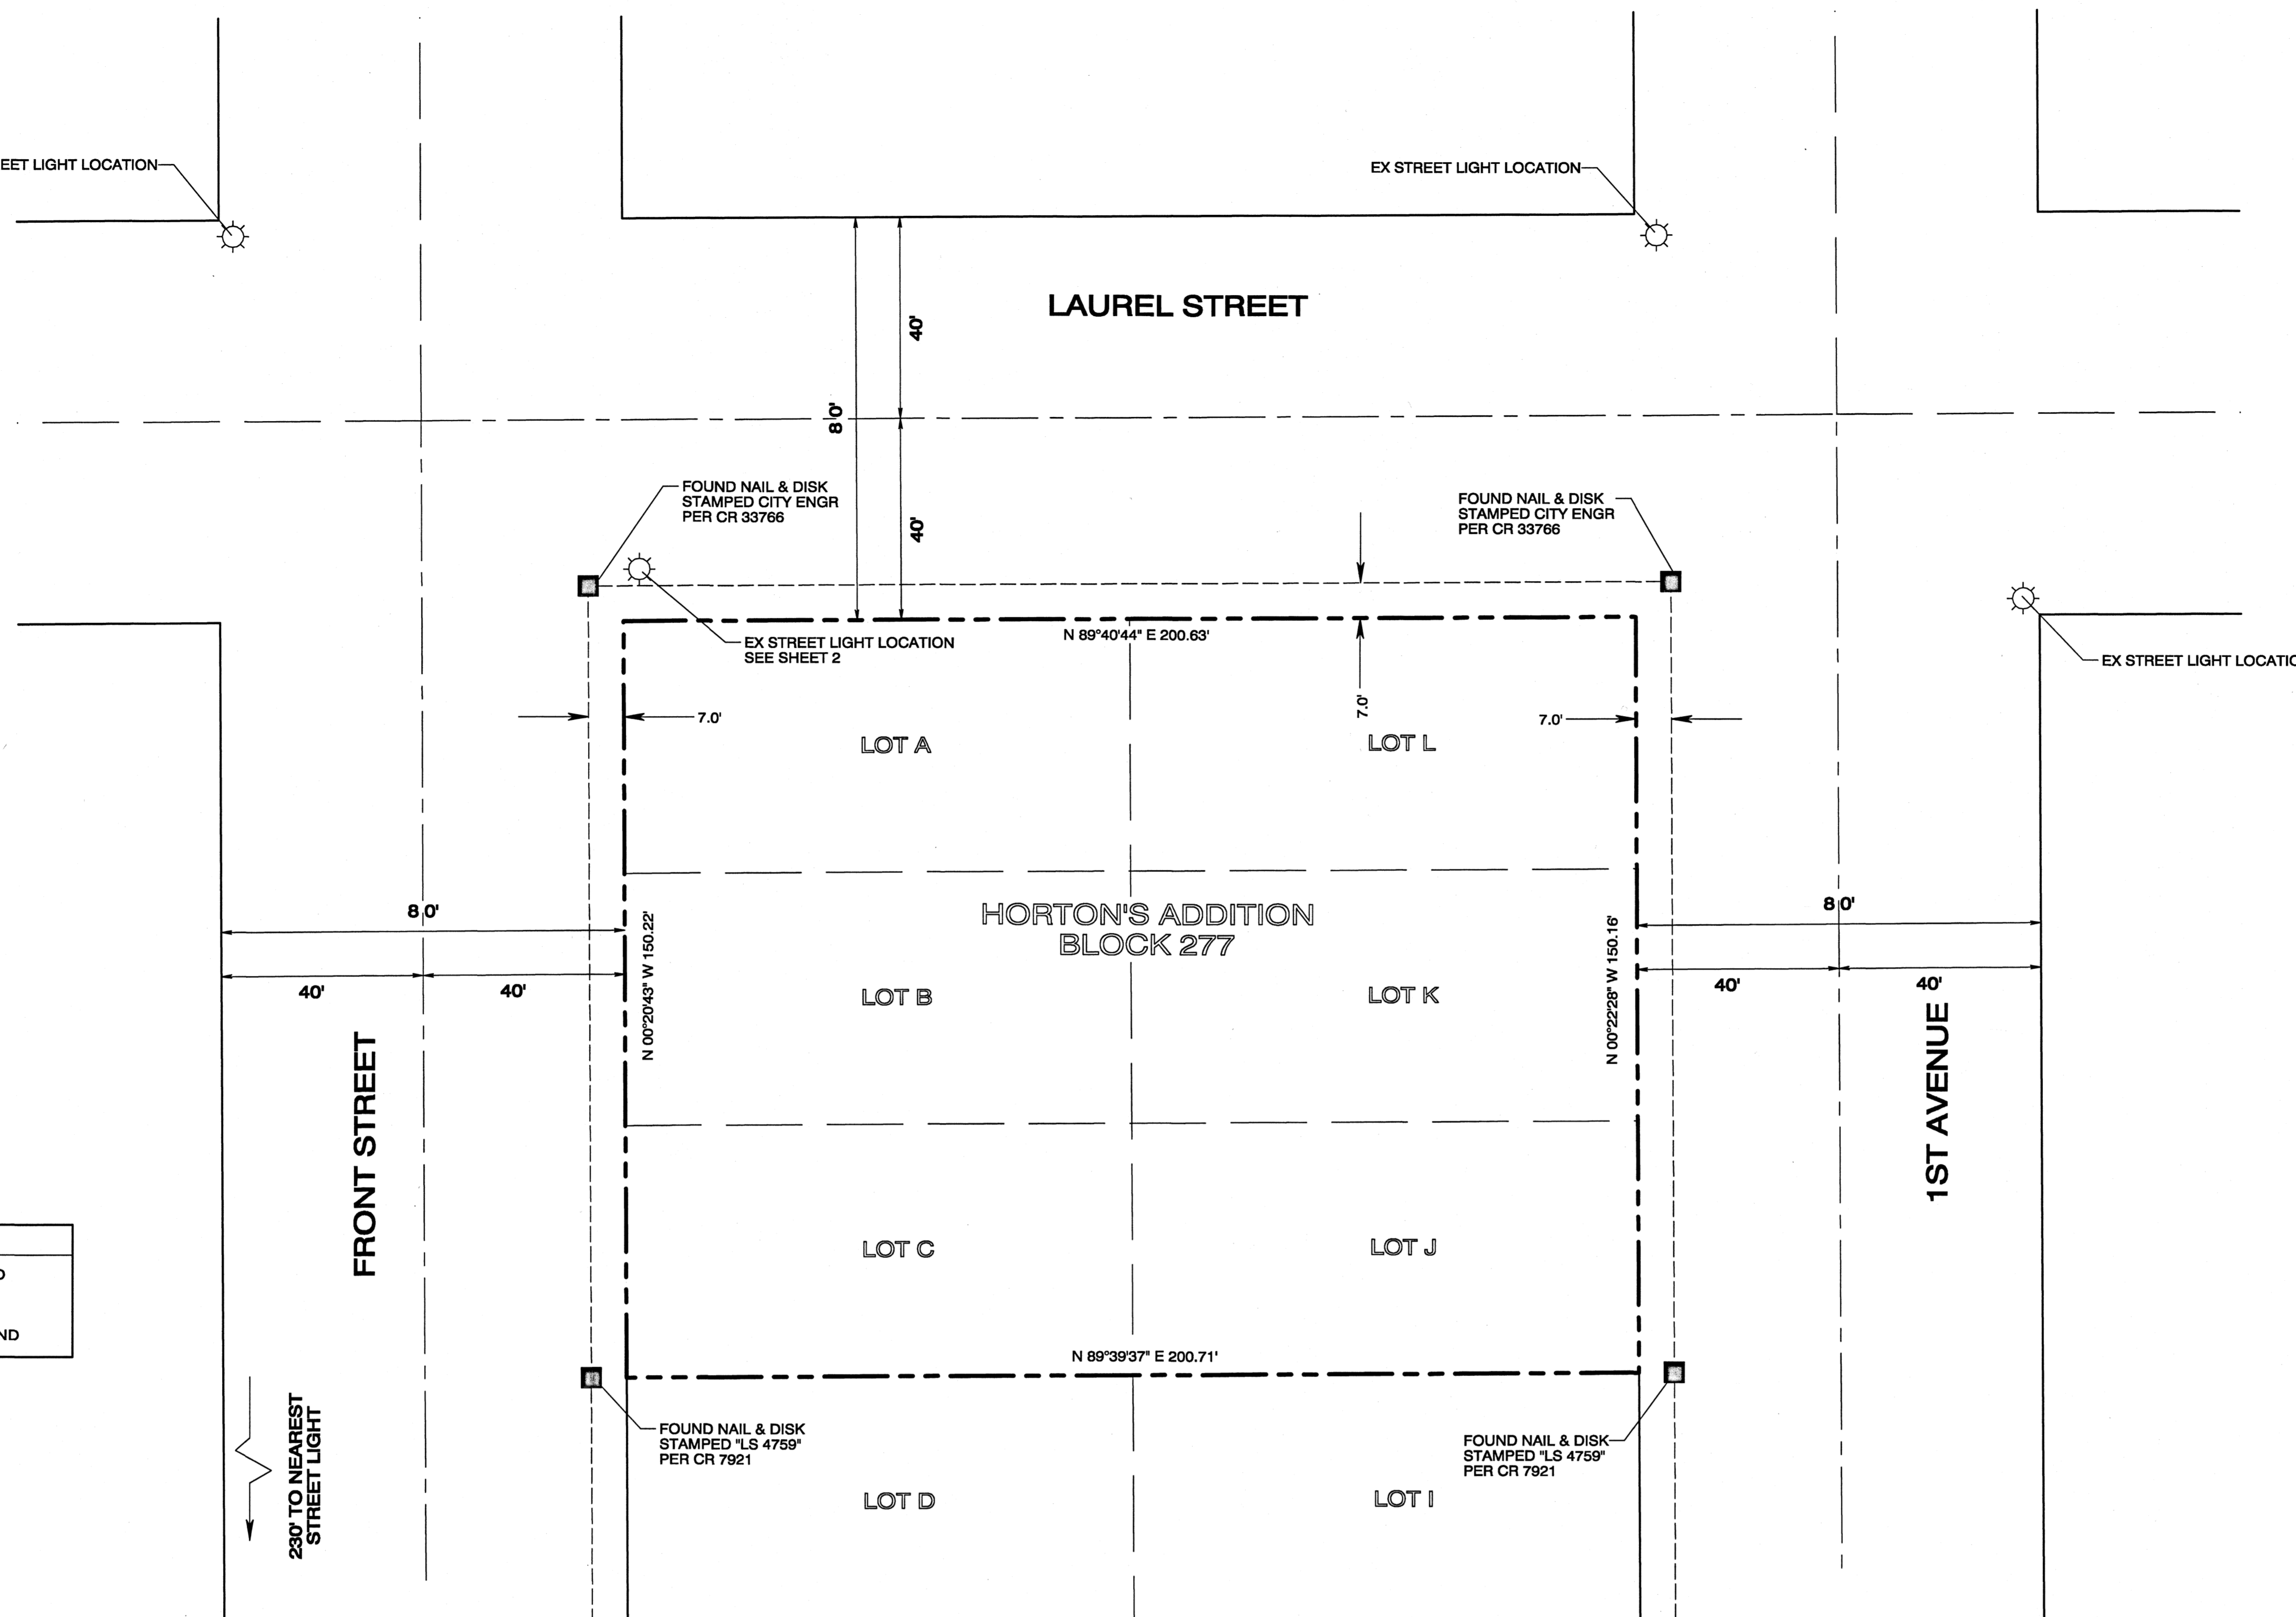 EET LIGHT LOCATION
EX STREET LIGHT LOCATION
LAUREL STREET
40'
80'
40'
FOUND NAIL & DISK
STAMPED CITY ENGR
PER CR 33766
FOUND NAIL & DISK
STAMPED CITY ENGR
PER CR 33766
EX STREET LIGHT LOCATION
SEE SHEET 2
N 89°40'44" E 200.63'
EX STREET LIGHT LOCATIO
7.0'
7.0'
7.0'
LOT A
LOT L
80'
40'
40'
N 00°20'43" W 150.22'
HORTON'S ADDITION
BLOCK 277
LOT B
LOT K
N 00°22'28" W 150.16'
80'
40'
40'
FRONT STREET
1ST AVENUE
LOT C
LOT J
ND
N 89°39'37" E 200.71'
230' TO NEAREST
STREET LIGHT
FOUND NAIL & DISK
STAMPED "LS 4759"
PER CR 7921
FOUND NAIL & DISK
STAMPED "LS 4759"
PER CR 7921
LOT D
LOT I